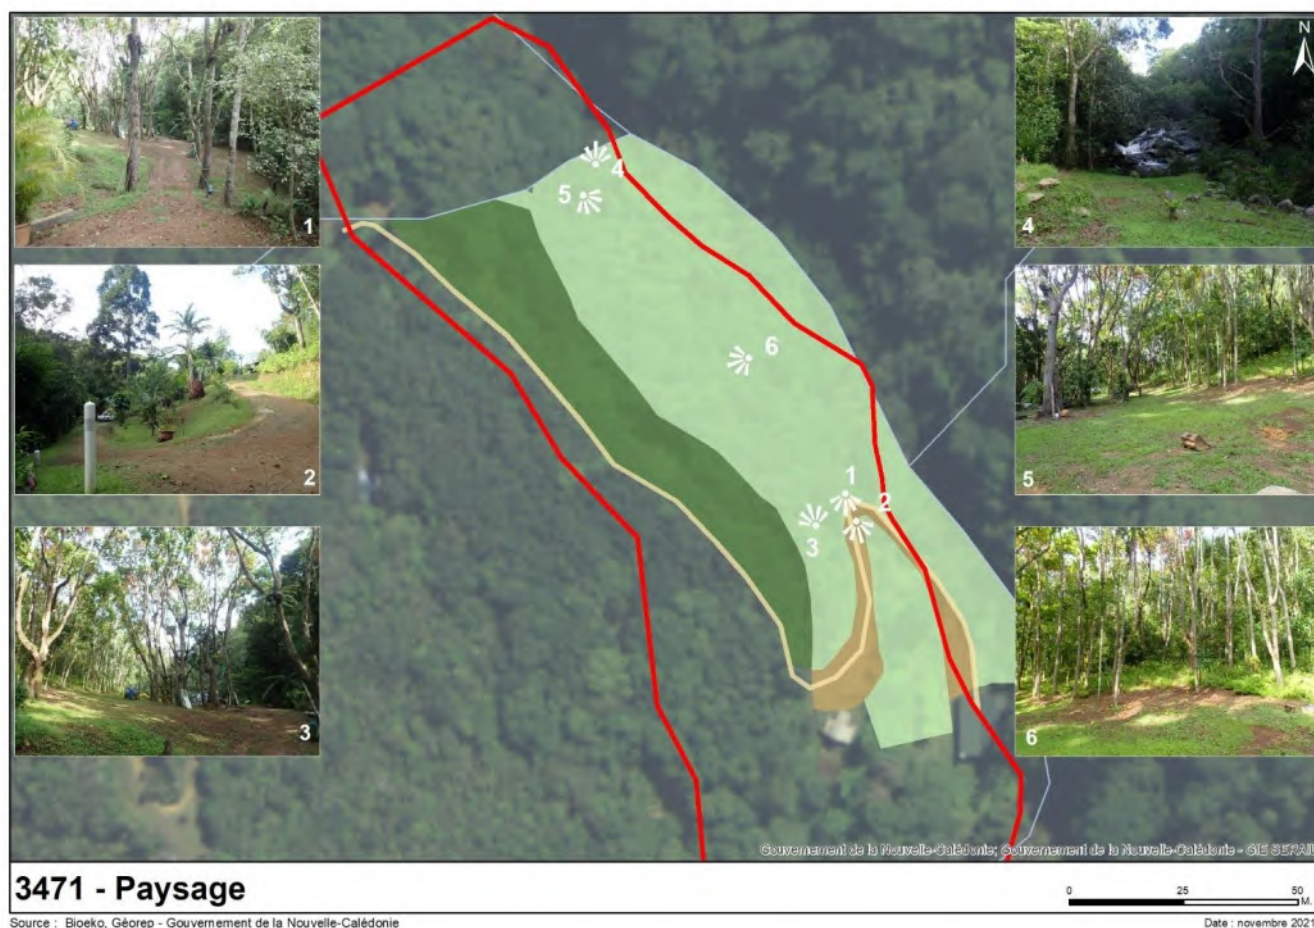 N
1
4
2
5
3
6
4
5
6
1
2
3
Gouvernement de la Nouvelle-Calédonie; Gouvernement de la Nouvelle-Calédonie - GIE SERAIL
3471 - Paysage
0 25 50
M.
Source : Bioeko, Géorep - Gouvernement de la Nouvelle-Calédonie
Date : novembre 2021